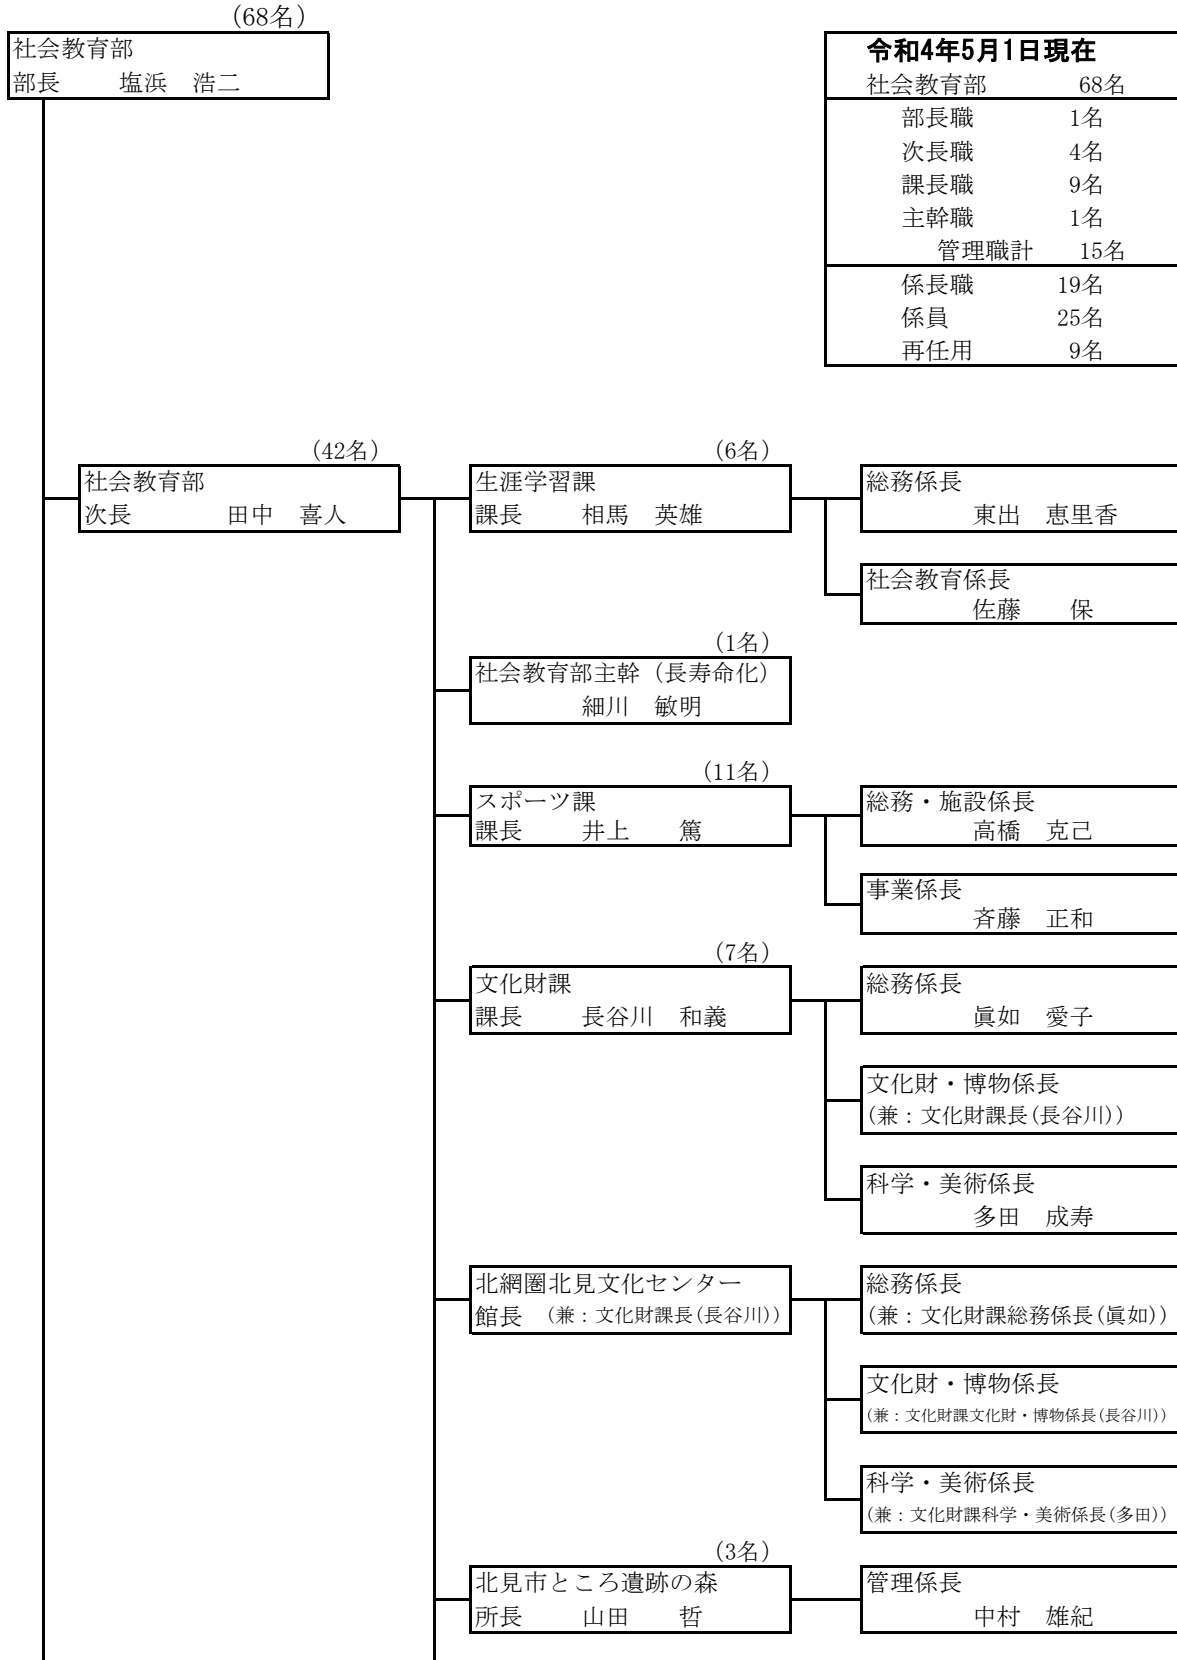 (68名)
社会教育部
部長 塩浜 浩二
令和4年5月1日現在
社会教育部 68名
部長職 1名
次長職 4名
課長職 9名
主幹職 1名
管理職計 15名
係長職 19名
係員 25名
再任用 9名
(42名)
社会教育部
次長 田中 喜人
(6名)
生涯学習課
課長 相馬 英雄
総務係長
東出 恵里香
社会教育係長
佐藤 保
(1名)
社会教育部主幹（長寿命化）
細川 敏明
(11名)
スポーツ課
課長 井上 篤
総務・施設係長
高橋 克己
事業係長
斉藤 正和
(7名)
文化財課
課長 長谷川 和義
総務係長
眞如 愛子
文化財・博物係長
(兼：文化財課長(長谷川))
科学・美術係長
多田 成寿
北網圏北見文化センター
館長 (兼：文化財課長(長谷川))
総務係長
(兼：文化財課総務係長(眞如))
文化財・博物係長
(兼：文化財課文化財・博物係長(長谷川))
科学・美術係長
(兼：文化財課科学・美術係長(多田))
(3名)
北見市ところ遺跡の森
所長 山田 哲
管理係長
中村 雄紀